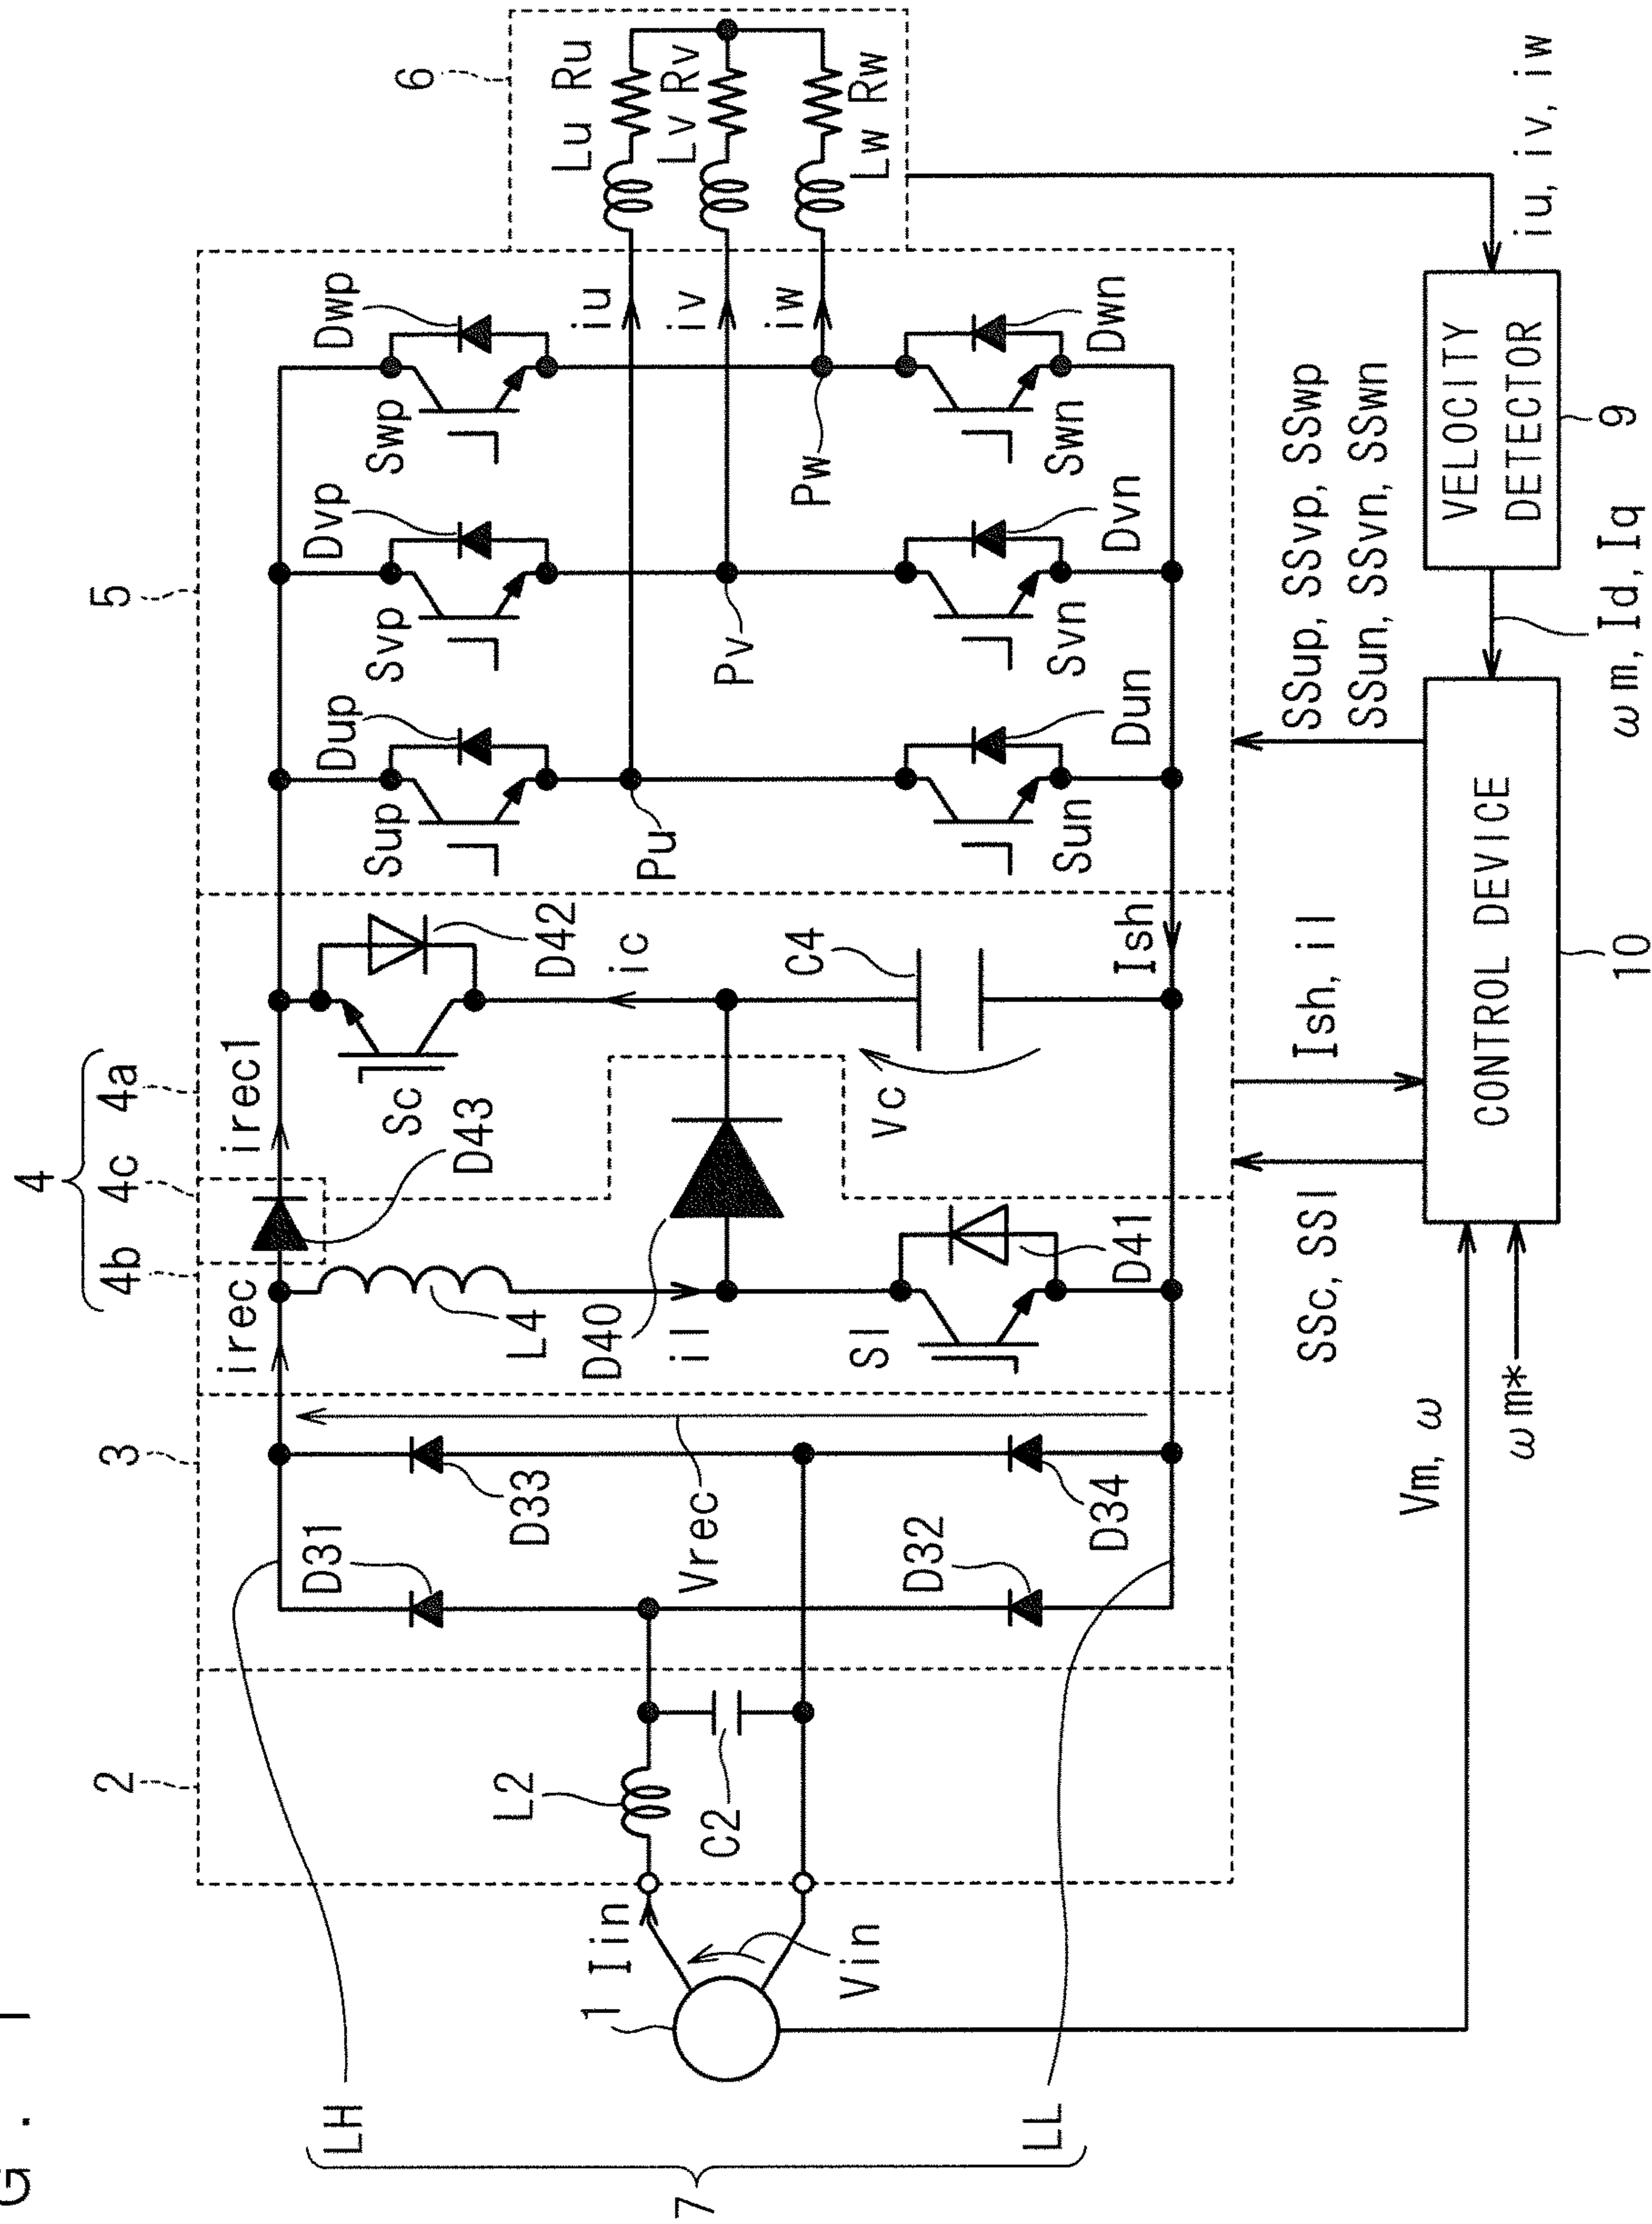 G. 1
4
4b 4c 4a
2
3
5
6
7
LH
LL
1
Iin
Vin
L2
C2
D31
D32
D33
D34
Vrec
irec
irec1
L4
D43
D40
il
Sl
D41
Sc
D42
ic
C4
Vc
Ish
Sup
Dup
Svp
Dvp
Swp
Dwp
Pu
Pv
Pw
iu
iv
iw
Sun
Dun
Svn
Dvn
Swn
Dwn
Lu Ru
Lv Rv
Lw Rw
iu, iv, iw
SSc, SSl
Ish, il
SSup, SSvp, SSwp
SSun, SSvn, SSwn
Vm, ω
ωm*
CONTROL DEVICE
10
ωm, Id, Iq
VELOCITY
DETECTOR
9